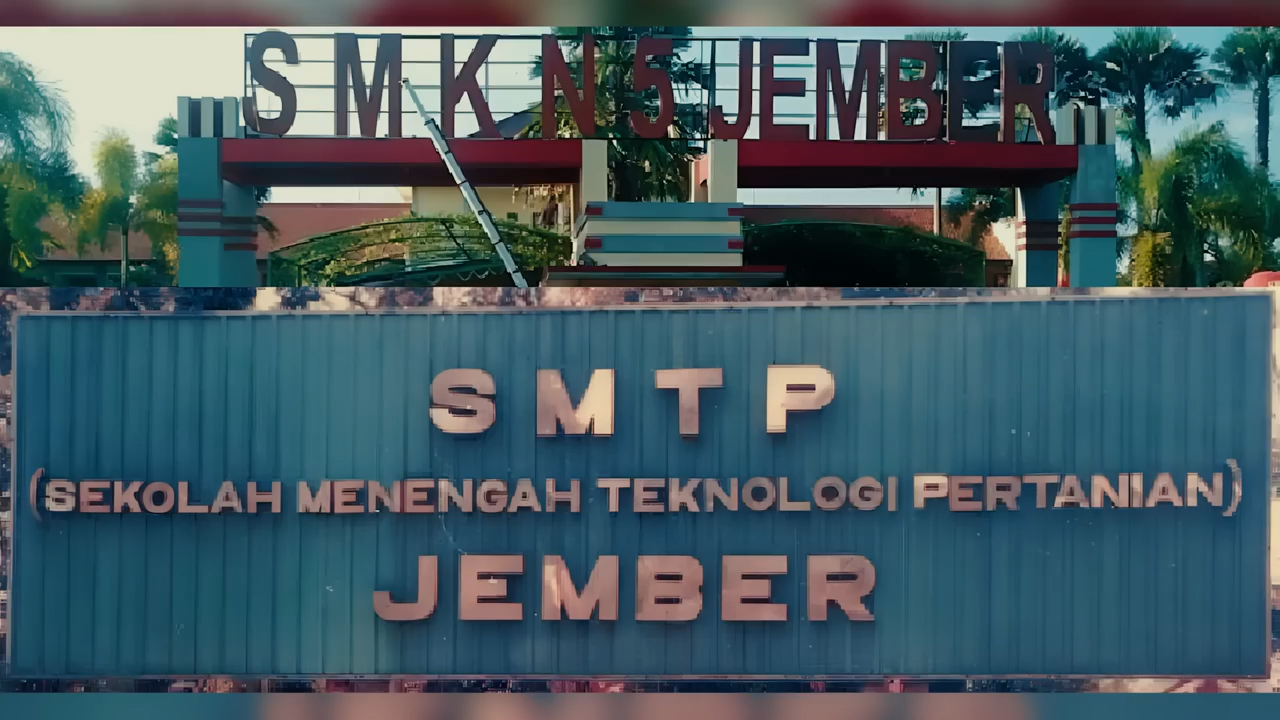 SMKN 5 JEMBER
SMTP
(SEKOLAH MENENGAH TEKNOLOGI PERTANIAN)
JEMBER